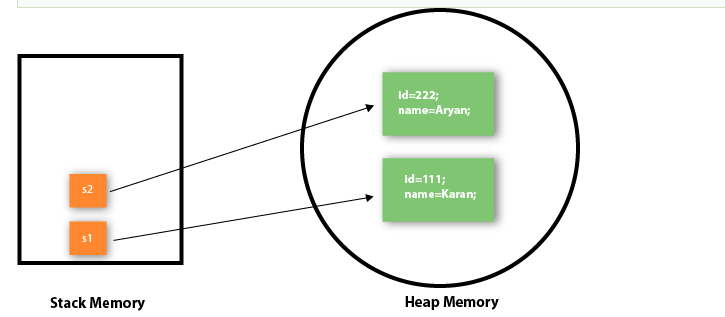 id=222;
name=Aryan;
id=111;
name=Karan;
s2
s1
Stack Memory
Heap Memory